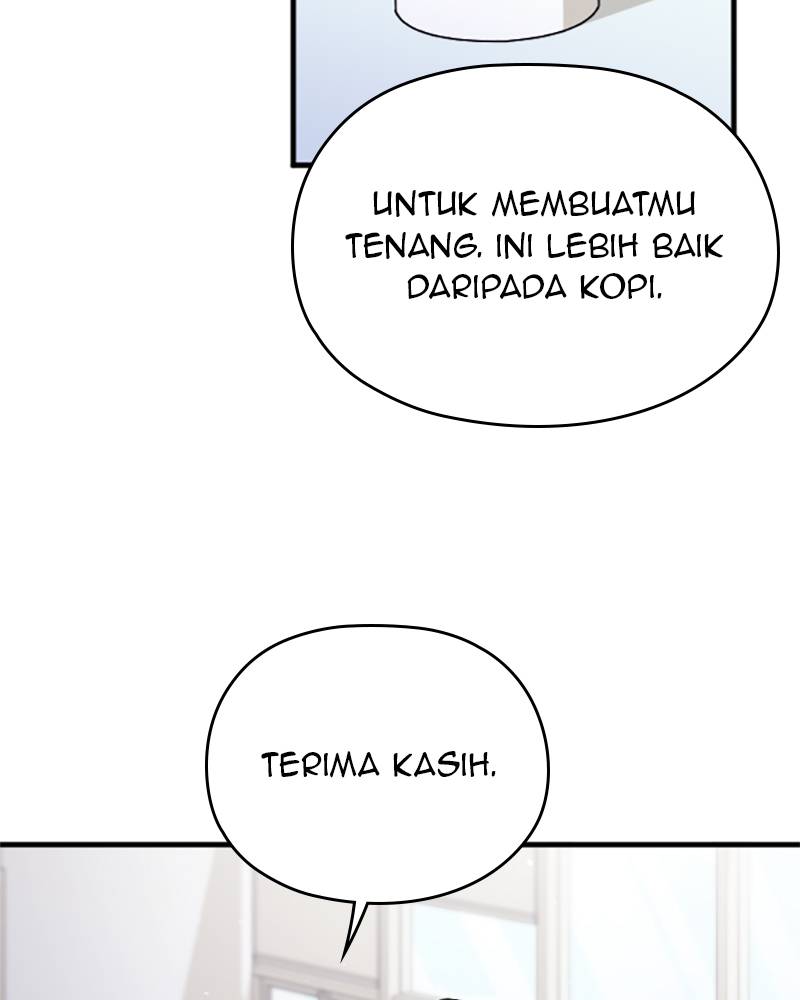 UNTUK MEMBUATMU
TENANG. INI LEBIH BAIK
DARIPADA KOPI.
TERIMA KASIH.